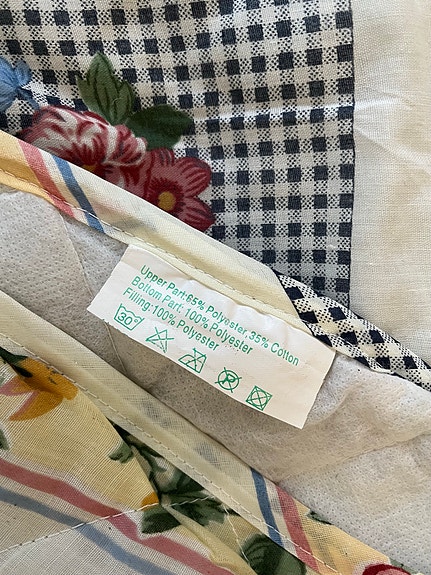 Upper Part:65% Polyester,35% Cotton
Bottom Part: 100% Polyester
Filling:100% Polyester
30° P